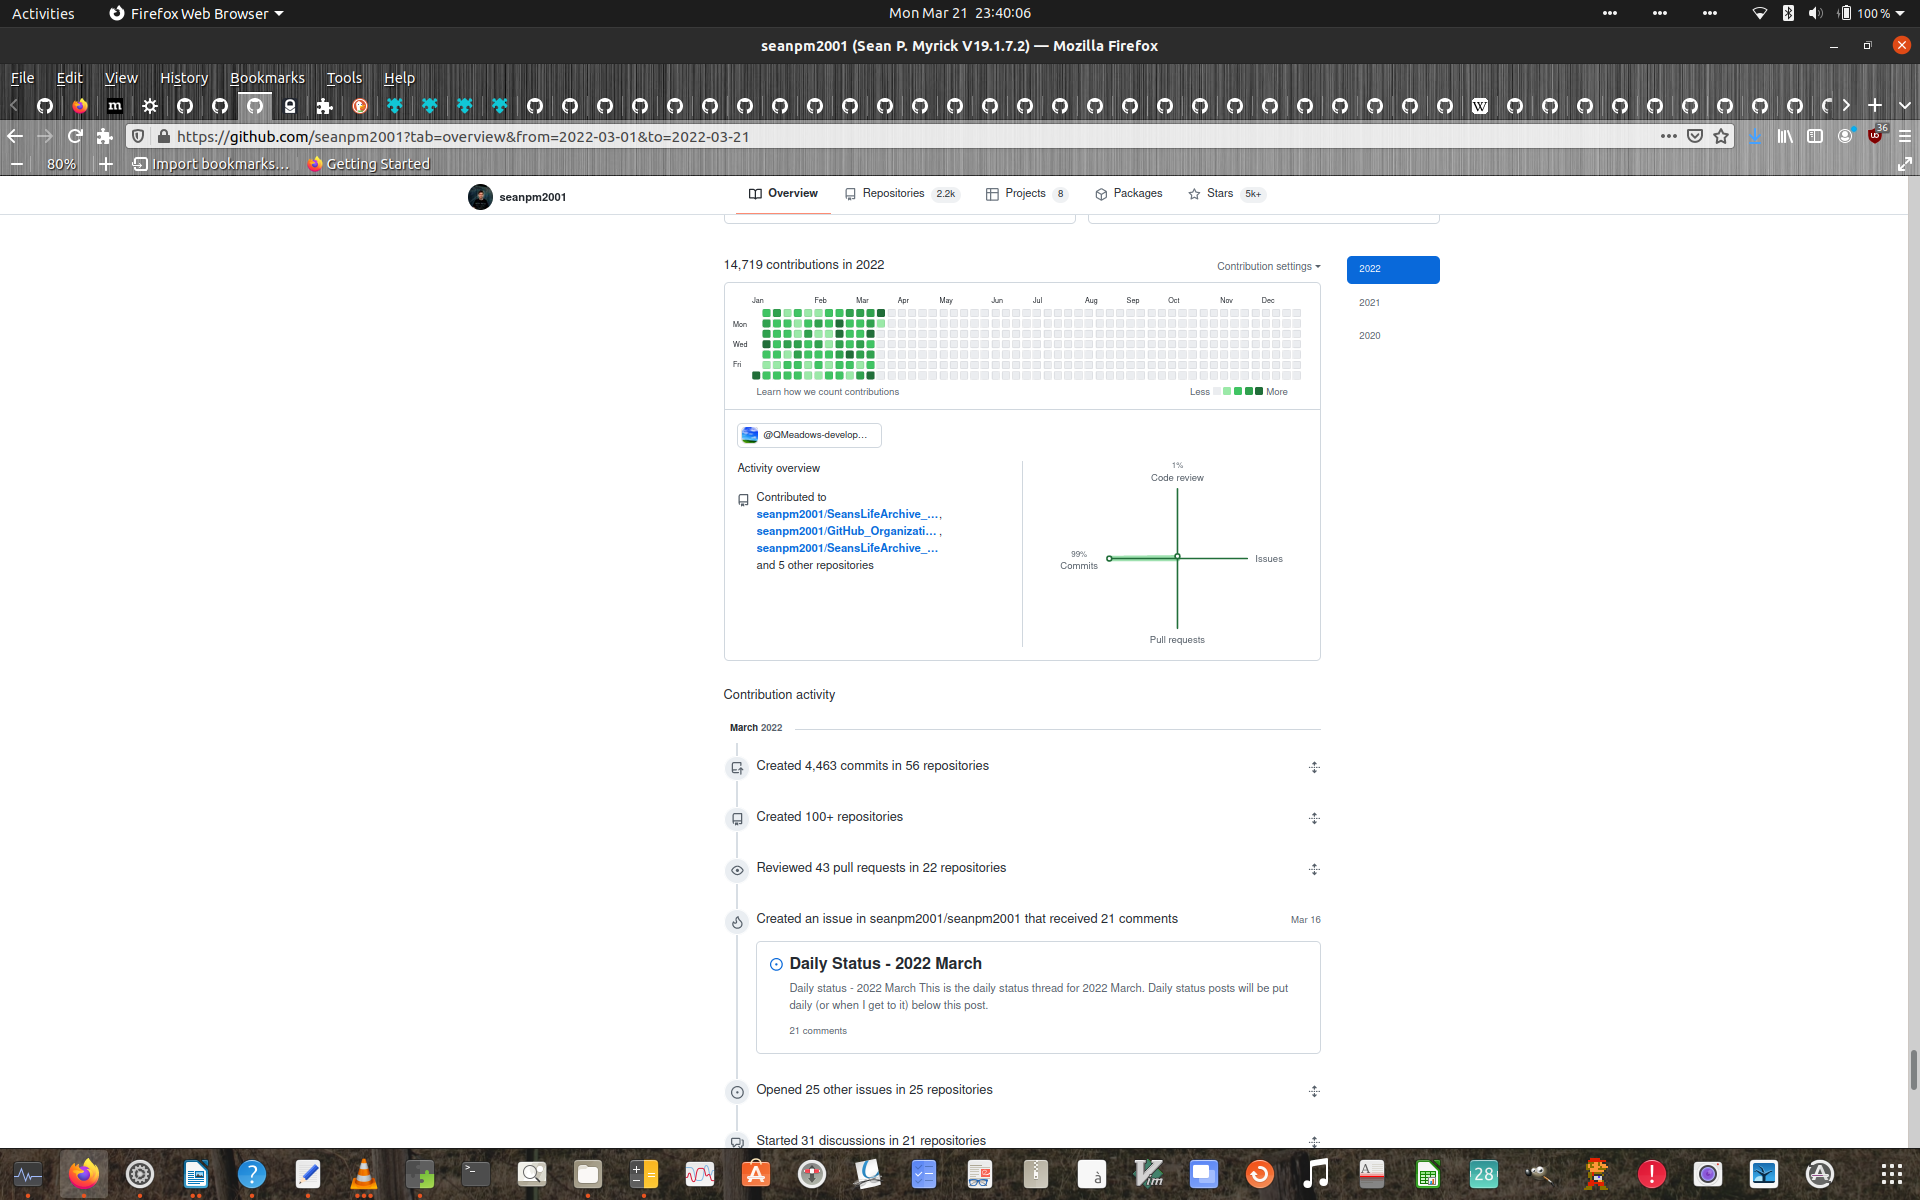 Activities
Firefox Web Browser
Mon Mar 21 23:40:06
100 %
seanpm2001 (Sean P. Myrick V19.1.7.2) — Mozilla Firefox
File Edit View History Bookmarks Tools Help
https://github.com/seanpm2001?tab=overview&from=2022-03-01&to=2022-03-21
36
80%
Import bookmarks...
Getting Started
seanpm2001
Overview
Repositories 2.2k
Projects 8
Packages
Stars 5k+
14,719 contributions in 2022
Contribution settings
2022
2021
2020
Jan Feb Mar Apr May Jun Jul Aug Sep Oct Nov Dec
Mon
Wed
Fri
Learn how we count contributions
Less More
@QMeadows-develop...
Activity overview
Contributed to
seanpm2001/SeansLifeArchive_...,
seanpm2001/GitHub_Organizati... ,
seanpm2001/SeansLifeArchive_...
and 5 other repositories
1%
Code review
99%
Commits
Issues
Pull requests
Contribution activity
March 2022
Created 4,463 commits in 56 repositories
Created 100+ repositories
Reviewed 43 pull requests in 22 repositories
Created an issue in seanpm2001/seanpm2001 that received 21 comments
Mar 16
Daily Status - 2022 March
Daily status - 2022 March This is the daily status thread for 2022 March. Daily status posts will be put
daily (or when I get to it) below this post.
21 comments
Opened 25 other issues in 25 repositories
Started 31 discussions in 21 repositories
28